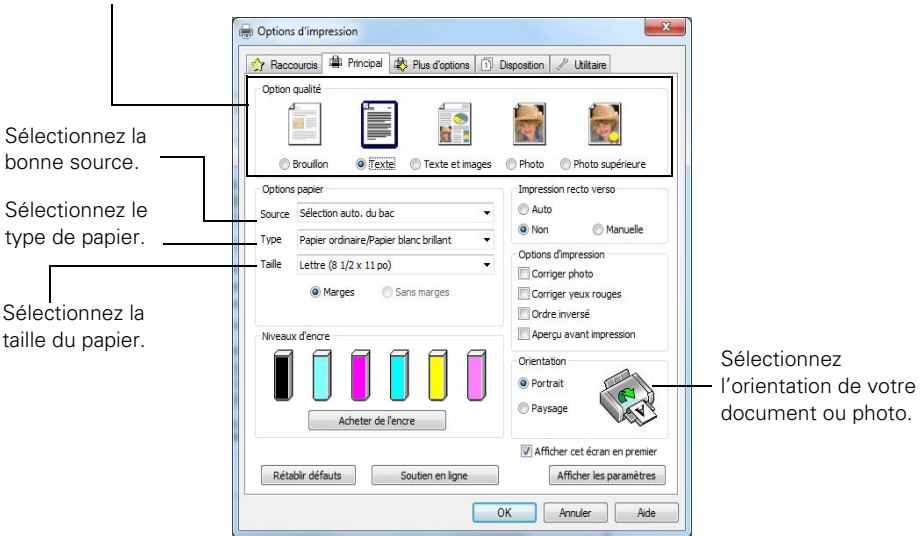 Options d'impression
Raccourcis Principal Plus d'options Disposition Utilitaire
Option qualité
Brouillon Texte Texte et images Photo Photo supérieure
Sélectionnez la
bonne source.
Sélectionnez le
type de papier.
Sélectionnez la
taille du papier.
Options papier
Source Sélection auto. du bac
Type Papier ordinaire/Papier blanc brillant
Taille Lettre (8 1/2 x 11 po)
Marges Sans marges
Impression recto verso
Auto
Non Manuelle
Options d'impression
Corriger photo
Corriger yeux rouges
Ordre inversé
Aperçu avant impression
Niveaux d'encre
Acheter de l'encre
Orientation
Portrait
Paysage
A
Sélectionnez
l'orientation de votre
document ou photo.
Afficher cet écran en premier
Rétablir défauts Soutien en ligne Afficher les paramètres
OK Annuler Aide